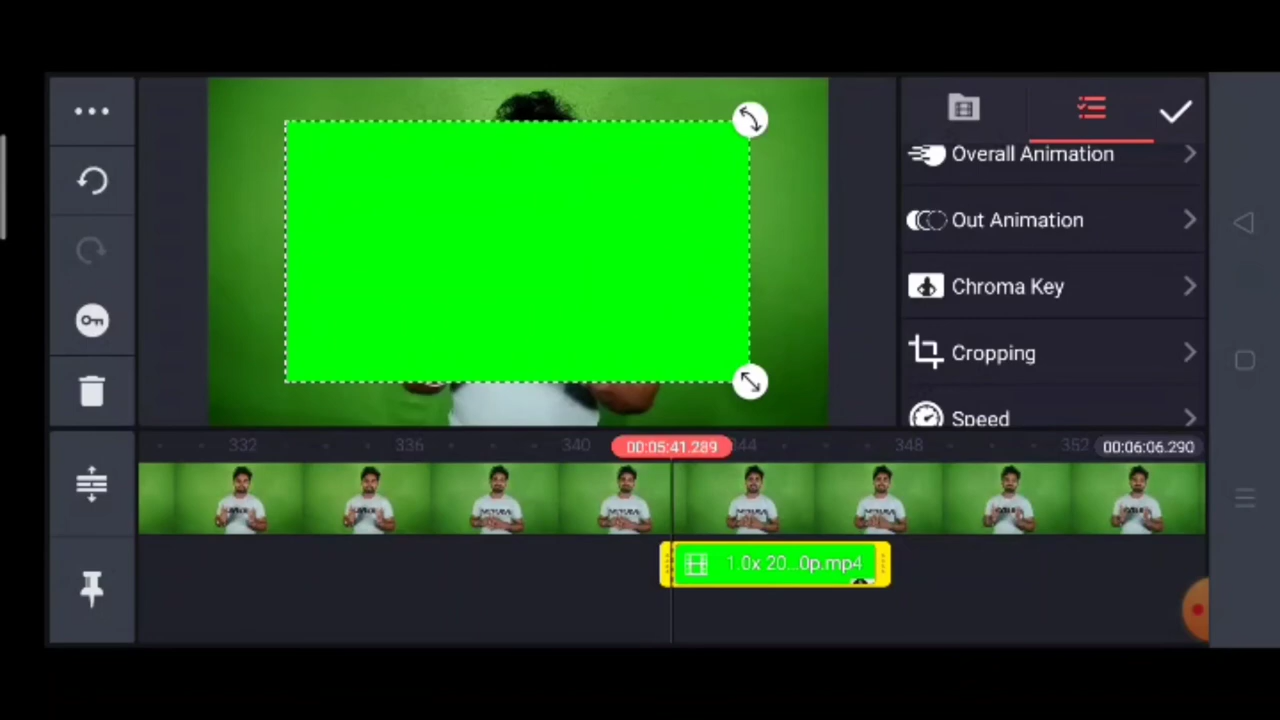 Overall Animation
Out Animation
Chroma Key
Cropping
Speed
332
336
340
00:05:41.289
344
348
352
00:06:06.290
1.0x 20...0p.mp4